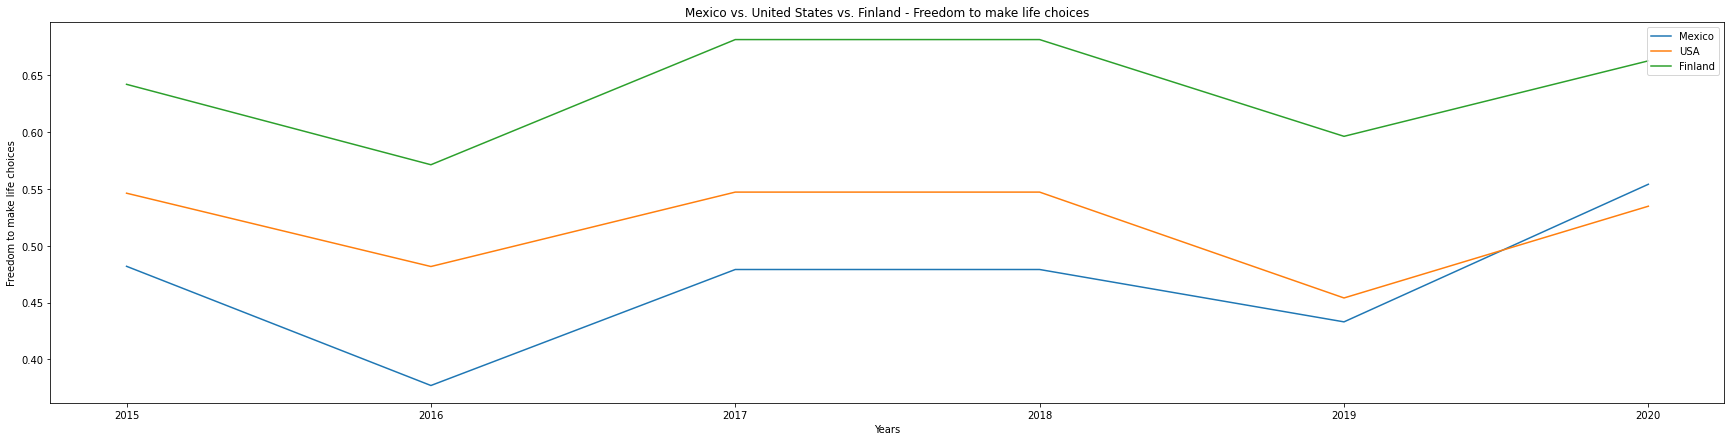 Mexico vs. United States vs. Finland - Freedom to make life choices
Mexico
USA
Finland
Freedom to make life choices
0.65
0.60
0.55
0.50
0.45
0.40
2015 2016 2017 2018 2019 2020
Years